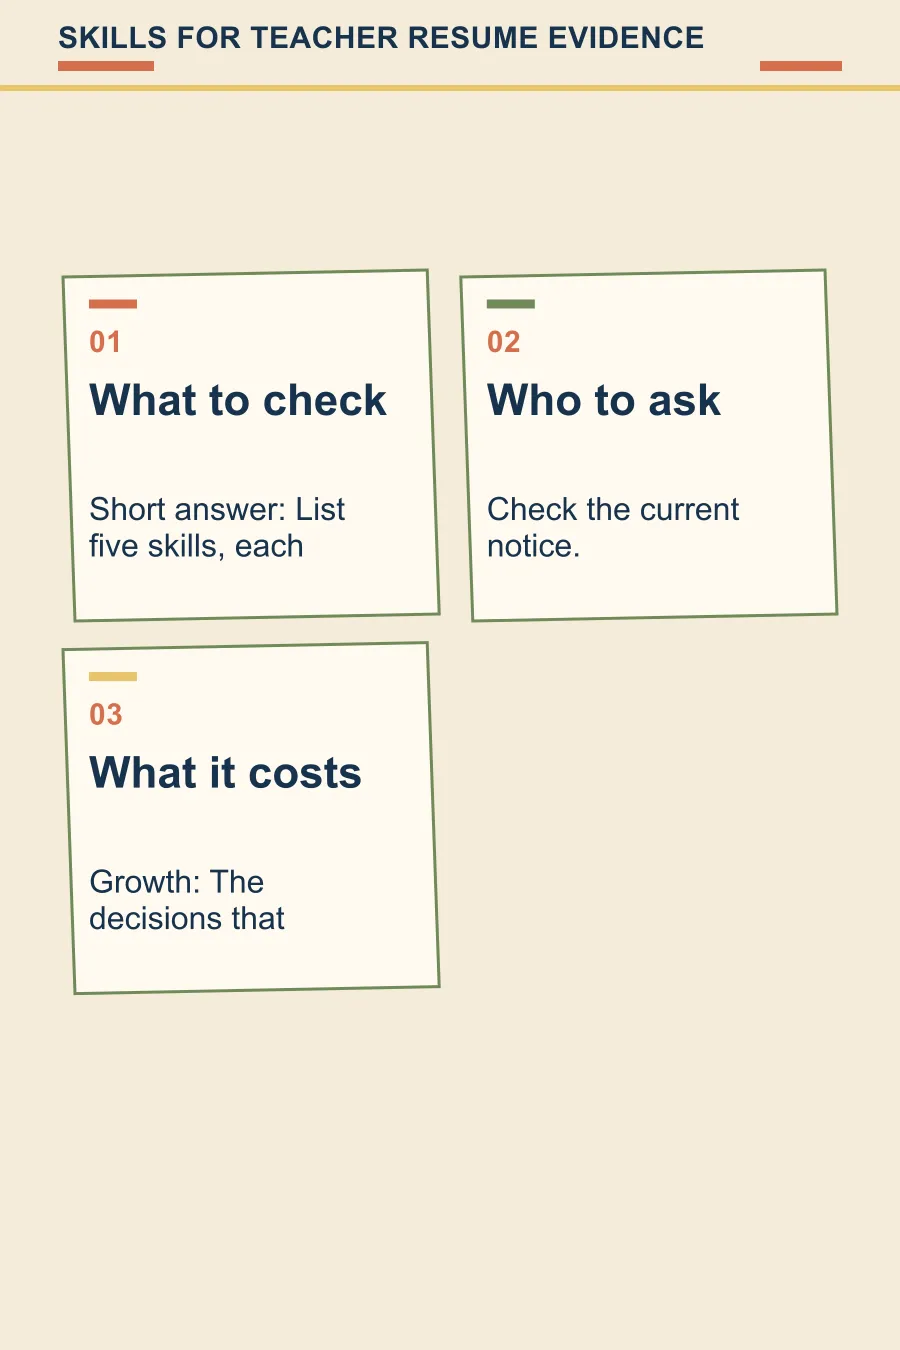 SKILLS FOR TEACHER RESUME EVIDENCE
01
What to check
Short answer: List
five skills, each
02
Who to ask
Check the current
notice.
03
What it costs
Growth: The
decisions that